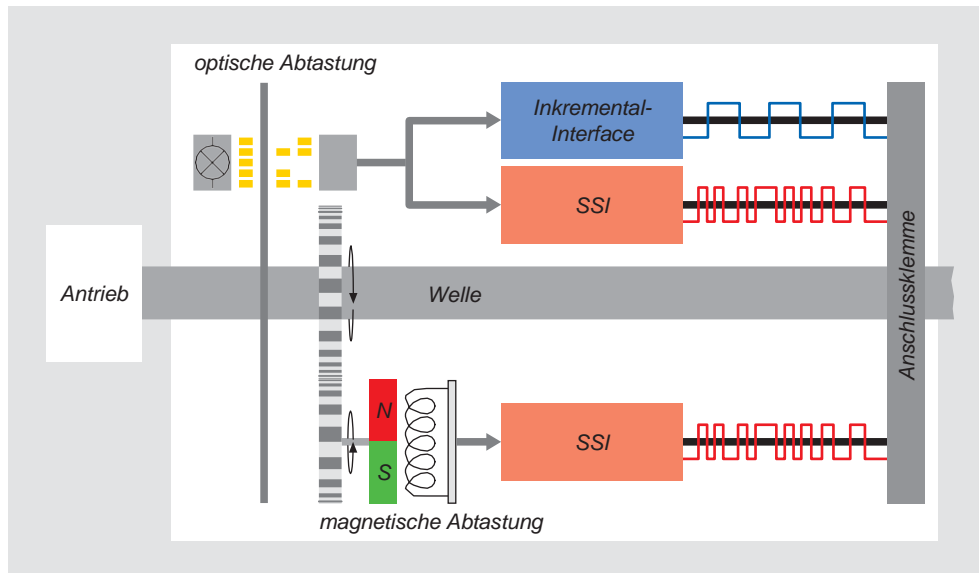 optische Abtastung
Inkremental-
Interface
SSI
Antrieb
Welle
Anschlussklemme
N
S
SSI
magnetische Abtastung